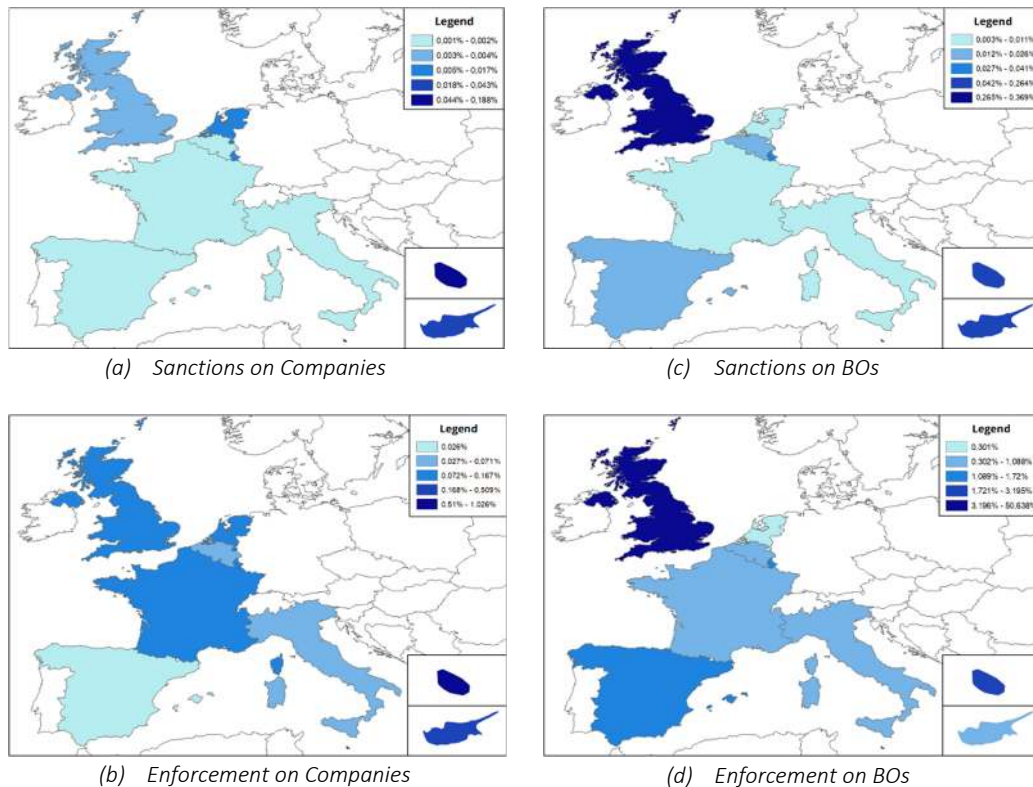 Legend
0,001% - 0,002%
0,003% - 0,004%
0,005% - 0,017%
0,018% - 0,043%
0,044% - 0,188%
(a) Sanctions on Companies
Legend
0,003% - 0,011%
0,012% - 0,026%
0,027% - 0,041%
0,042% - 0,264%
0,265% - 0,369%
(c) Sanctions on BOs
Legend
0,026%
0,027% - 0,071%
0,072% - 0,167%
0,168% - 0,509%
0,51% - 1,026%
(b) Enforcement on Companies
Legend
0,301%
0,302% - 1,088%
1,089% - 1,72%
1,721% - 3,195%
3,196% - 50,638%
(d) Enforcement on BOs